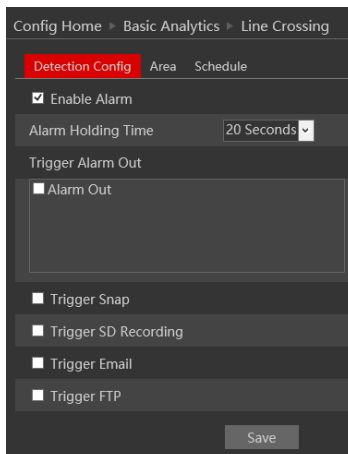 Config Home ▸ Basic Analytics ▸ Line Crossing
Detection Config Area Schedule
Enable Alarm
Alarm Holding Time 20 Seconds
Trigger Alarm Out
Alarm Out
Trigger Snap
Trigger SD Recording
Trigger Email
Trigger FTP
Save